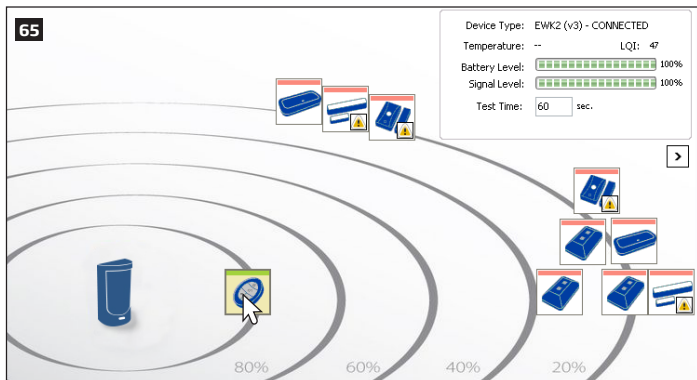 65
Device Type: EWK2 (v3) - CONNECTED
Temperature: -- LQI: 47
Battery Level: 100%
Signal Level: 100%
Test Time: 60 sec.
80% 60% 40% 20%